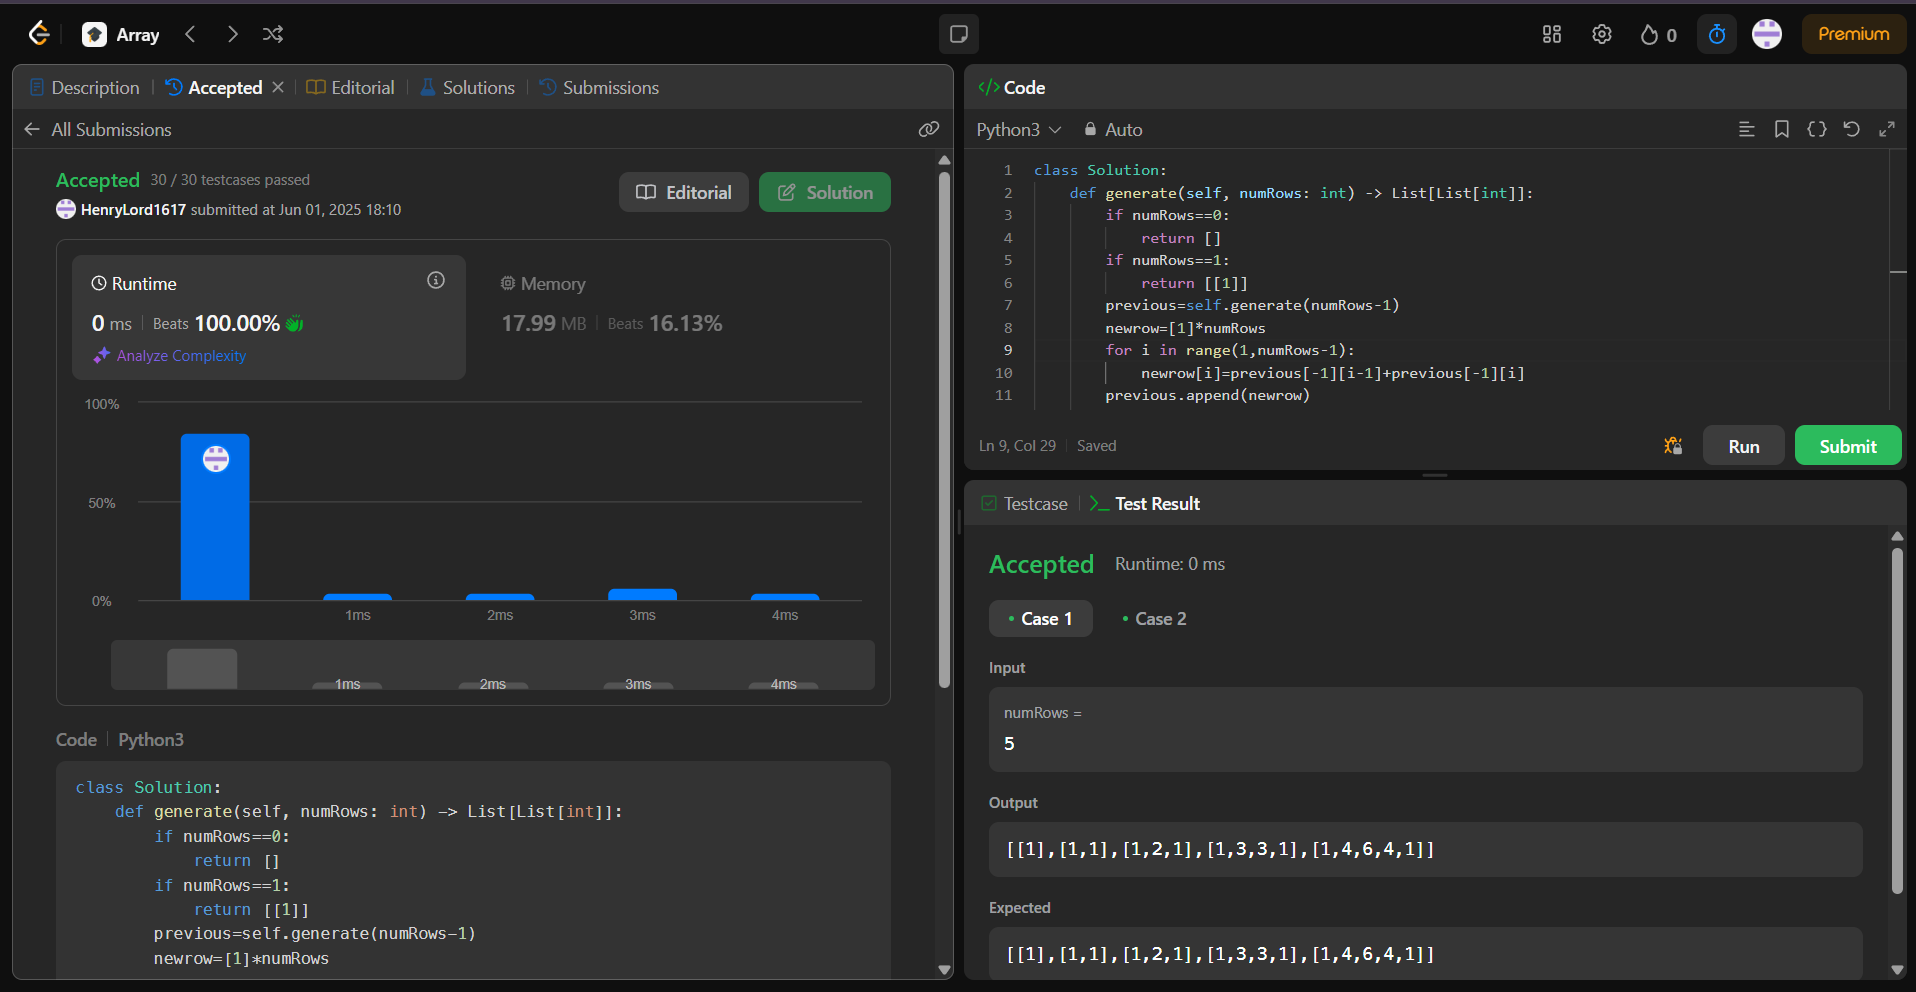 Array
0
Premium
Description
Accepted
Editorial
Solutions
Submissions
All Submissions
Accepted 30 / 30 testcases passed
HenryLord1617 submitted at Jun 01, 2025 18:10
Editorial
Solution
Runtime
0 ms Beats 100.00%
Analyze Complexity
Memory
17.99 MB Beats 16.13%
100%
50%
0%
1ms 2ms 3ms 4ms
1ms 2ms 3ms 4ms
Code Python3
class Solution:
    def generate(self, numRows: int) -> List[List[int]]:
        if numRows==0:
            return []
        if numRows==1:
            return [[1]]
        previous=self.generate(numRows-1)
        newrow=[1]*numRows
</> Code
Python3 Auto
1 class Solution:
2     def generate(self, numRows: int) -> List[List[int]]:
3         if numRows==0:
4             return []
5         if numRows==1:
6             return [[1]]
7         previous=self.generate(numRows-1)
8         newrow=[1]*numRows
9         for i in range(1,numRows-1):
10             newrow[i]=previous[-1][i-1]+previous[-1][i]
11         previous.append(newrow)
Ln 9, Col 29 Saved
Run
Submit
Testcase
Test Result
Accepted Runtime: 0 ms
Case 1
Case 2
Input
numRows =
5
Output
[[1],[1,1],[1,2,1],[1,3,3,1],[1,4,6,4,1]]
Expected
[[1],[1,1],[1,2,1],[1,3,3,1],[1,4,6,4,1]]